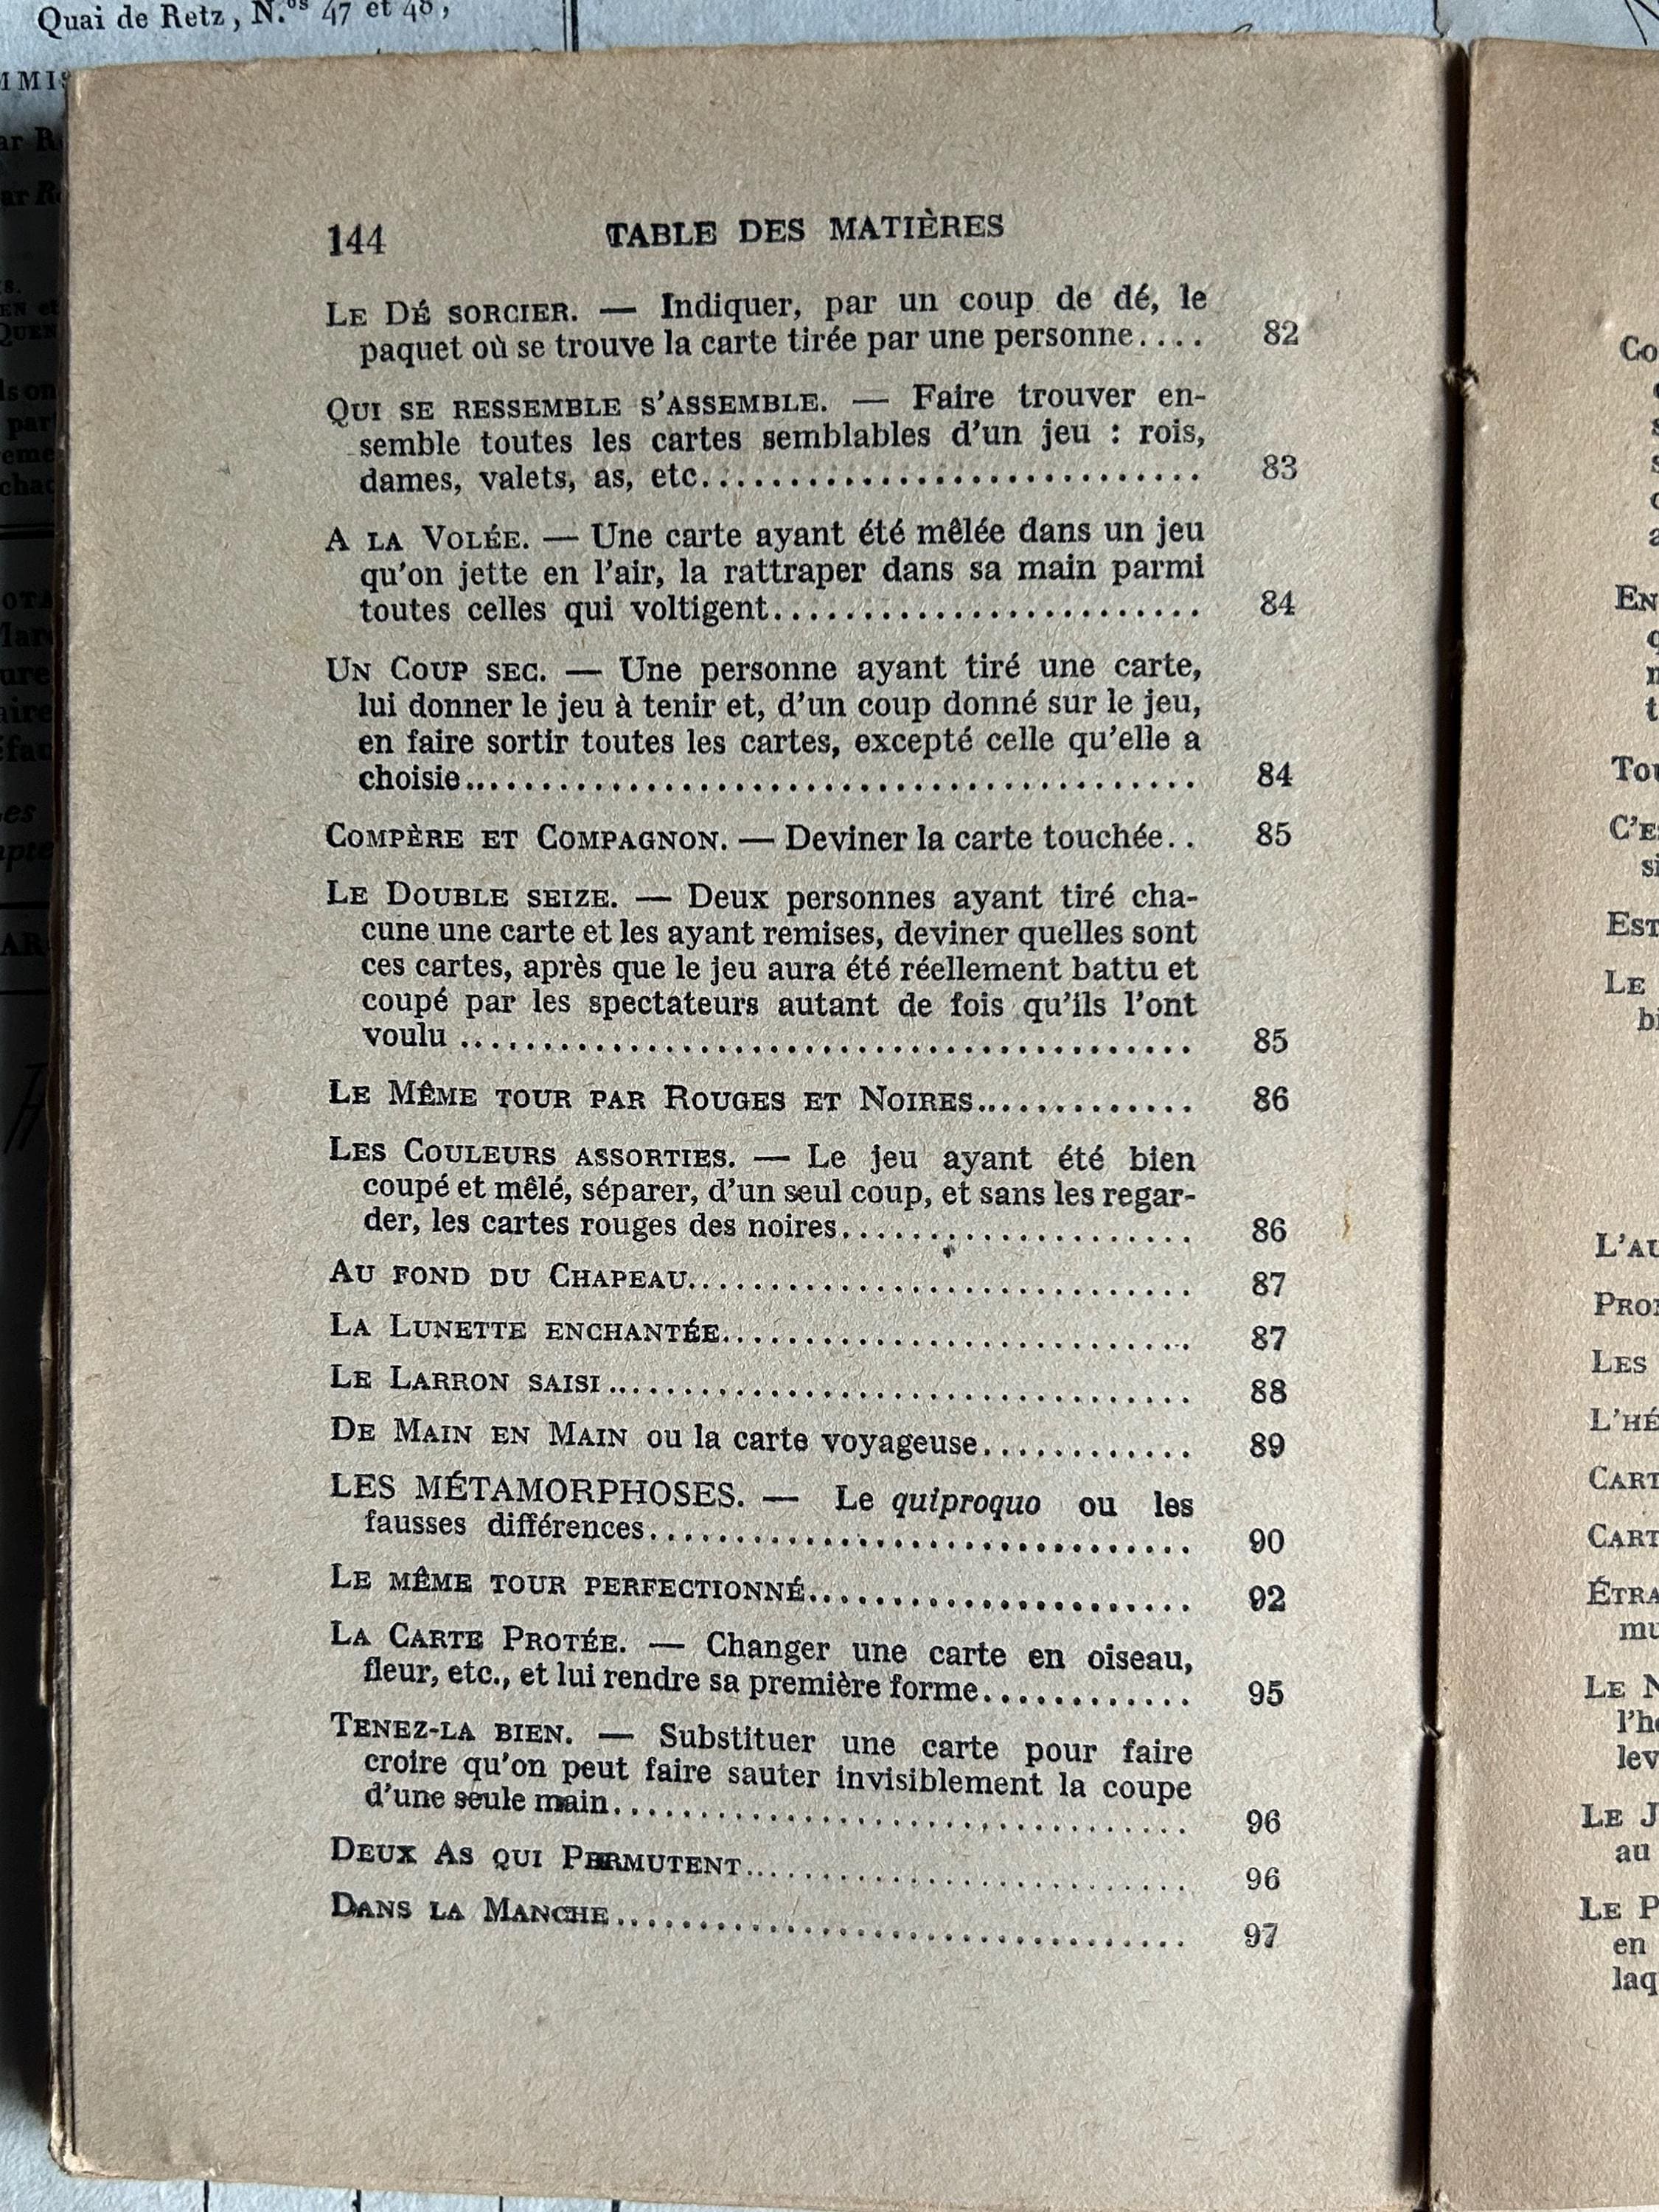 Quai de Retz, N.os 47 et 48,
144 TABLE DES MATIÈRES
LE DÉ SORCIER. — Indiquer, par un coup de dé, le
paquet où se trouve la carte tirée par une personne.... 82
QUI SE RESSEMBLE S'ASSEMBLE. — Faire trouver en-
semble toutes les cartes semblables d'un jeu : rois,
dames, valets, as, etc............................. 83
A LA VOLÉE. — Une carte ayant été mêlée dans un jeu
qu'on jette en l'air, la rattraper dans sa main parmi
toutes celles qui voltigent........................ 84
UN COUP SEC. — Une personne ayant tiré une carte,
lui donner le jeu à tenir et, d'un coup donné sur le jeu,
en faire sortir toutes les cartes, excepté celle qu'elle a
choisie............................................ 84
COMPÈRE ET COMPAGNON. — Deviner la carte touchée.. 85
LE DOUBLE SEIZE. — Deux personnes ayant tiré cha-
cune une carte et les ayant remises, deviner quelles sont
ces cartes, après que le jeu aura été réellement battu et
coupé par les spectateurs autant de fois qu'ils l'ont
voulu ............................................. 85
LE MÊME TOUR PAR ROUGES ET NOIRES............. 86
LES COULEURS ASSORTIES. — Le jeu ayant été bien
coupé et mêlé, séparer, d'un seul coup, et sans les regar-
der, les cartes rouges des noires..................... 86
AU FOND DU CHAPEAU............................. 87
LA LUNETTE ENCHANTÉE........................... 87
LE LARRON SAISI................................. 88
DE MAIN EN MAIN ou la carte voyageuse............ 89
LES MÉTAMORPHOSES. — Le quiproquo ou les
fausses différences............................... 90
LE MÊME TOUR PERFECTIONNÉ....................... 92
LA CARTE PROTÉE. — Changer une carte en oiseau,
fleur, etc., et lui rendre sa première forme............ 95
TENEZ-LA BIEN. — Substituer une carte pour faire
croire qu'on peut faire sauter invisiblement la coupe
d'une seule main................................. 96
DEUX AS QUI PERMUTENT........................... 96
DANS LA MANCHE.................................. 97